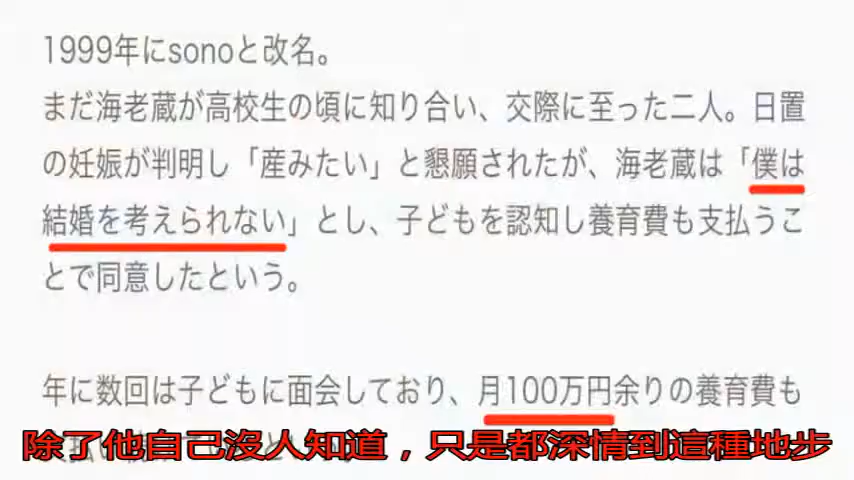 1999年にsonoと改名。
まだ海老蔵が高校生の頃に知り合い、交際に至った二人。日置
の妊娠が判明し「産みたい」と懇願されたが、海老蔵は「僕は
結婚を考えられない」とし、子どもを認知し養育費も支払うこ
とで同意したという。
年に数回は子どもに面会しており、月100万円余りの養育費も
除了他自己沒人知道，只是都深情到這種地步